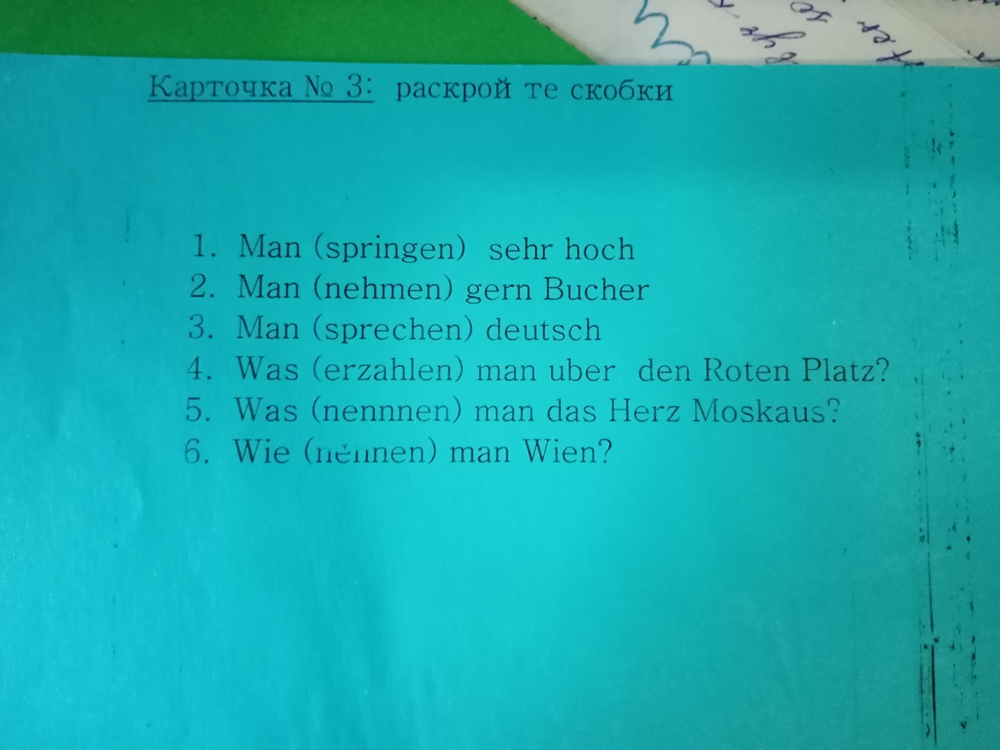 Карточка № 3: раскрой те скобки
1. Man (springen) sehr hoch
2. Man (nehmen) gern Bucher
3. Man (sprechen) deutsch
4. Was (erzahlen) man uber den Roten Platz?
5. Was (nennnen) man das Herz Moskaus?
6. Wie (nennen) man Wien?